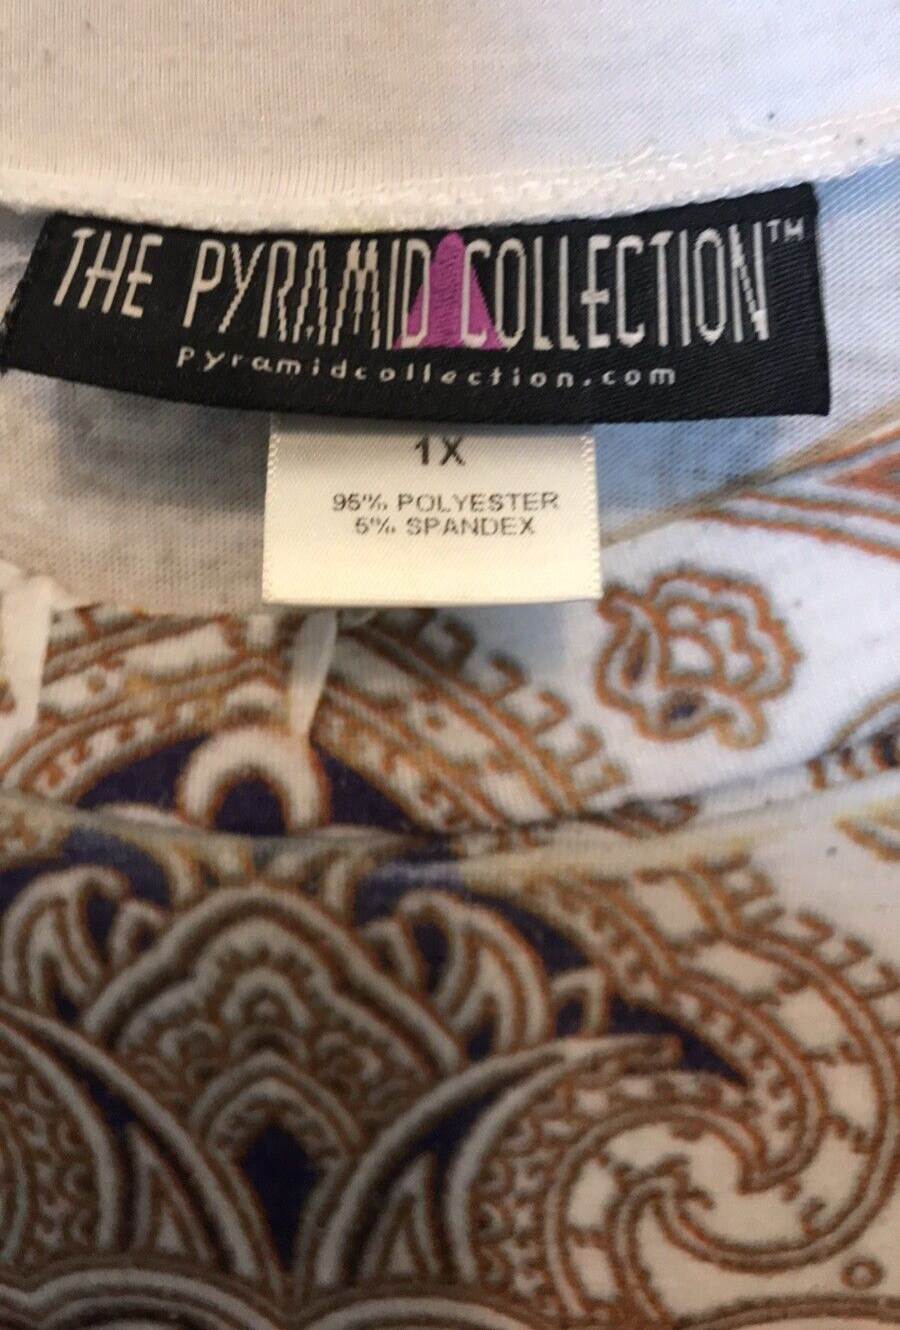 THE PYRAMID COLLECTION™
pyramidcollection.com
1X
95% POLYESTER
5% SPANDEX